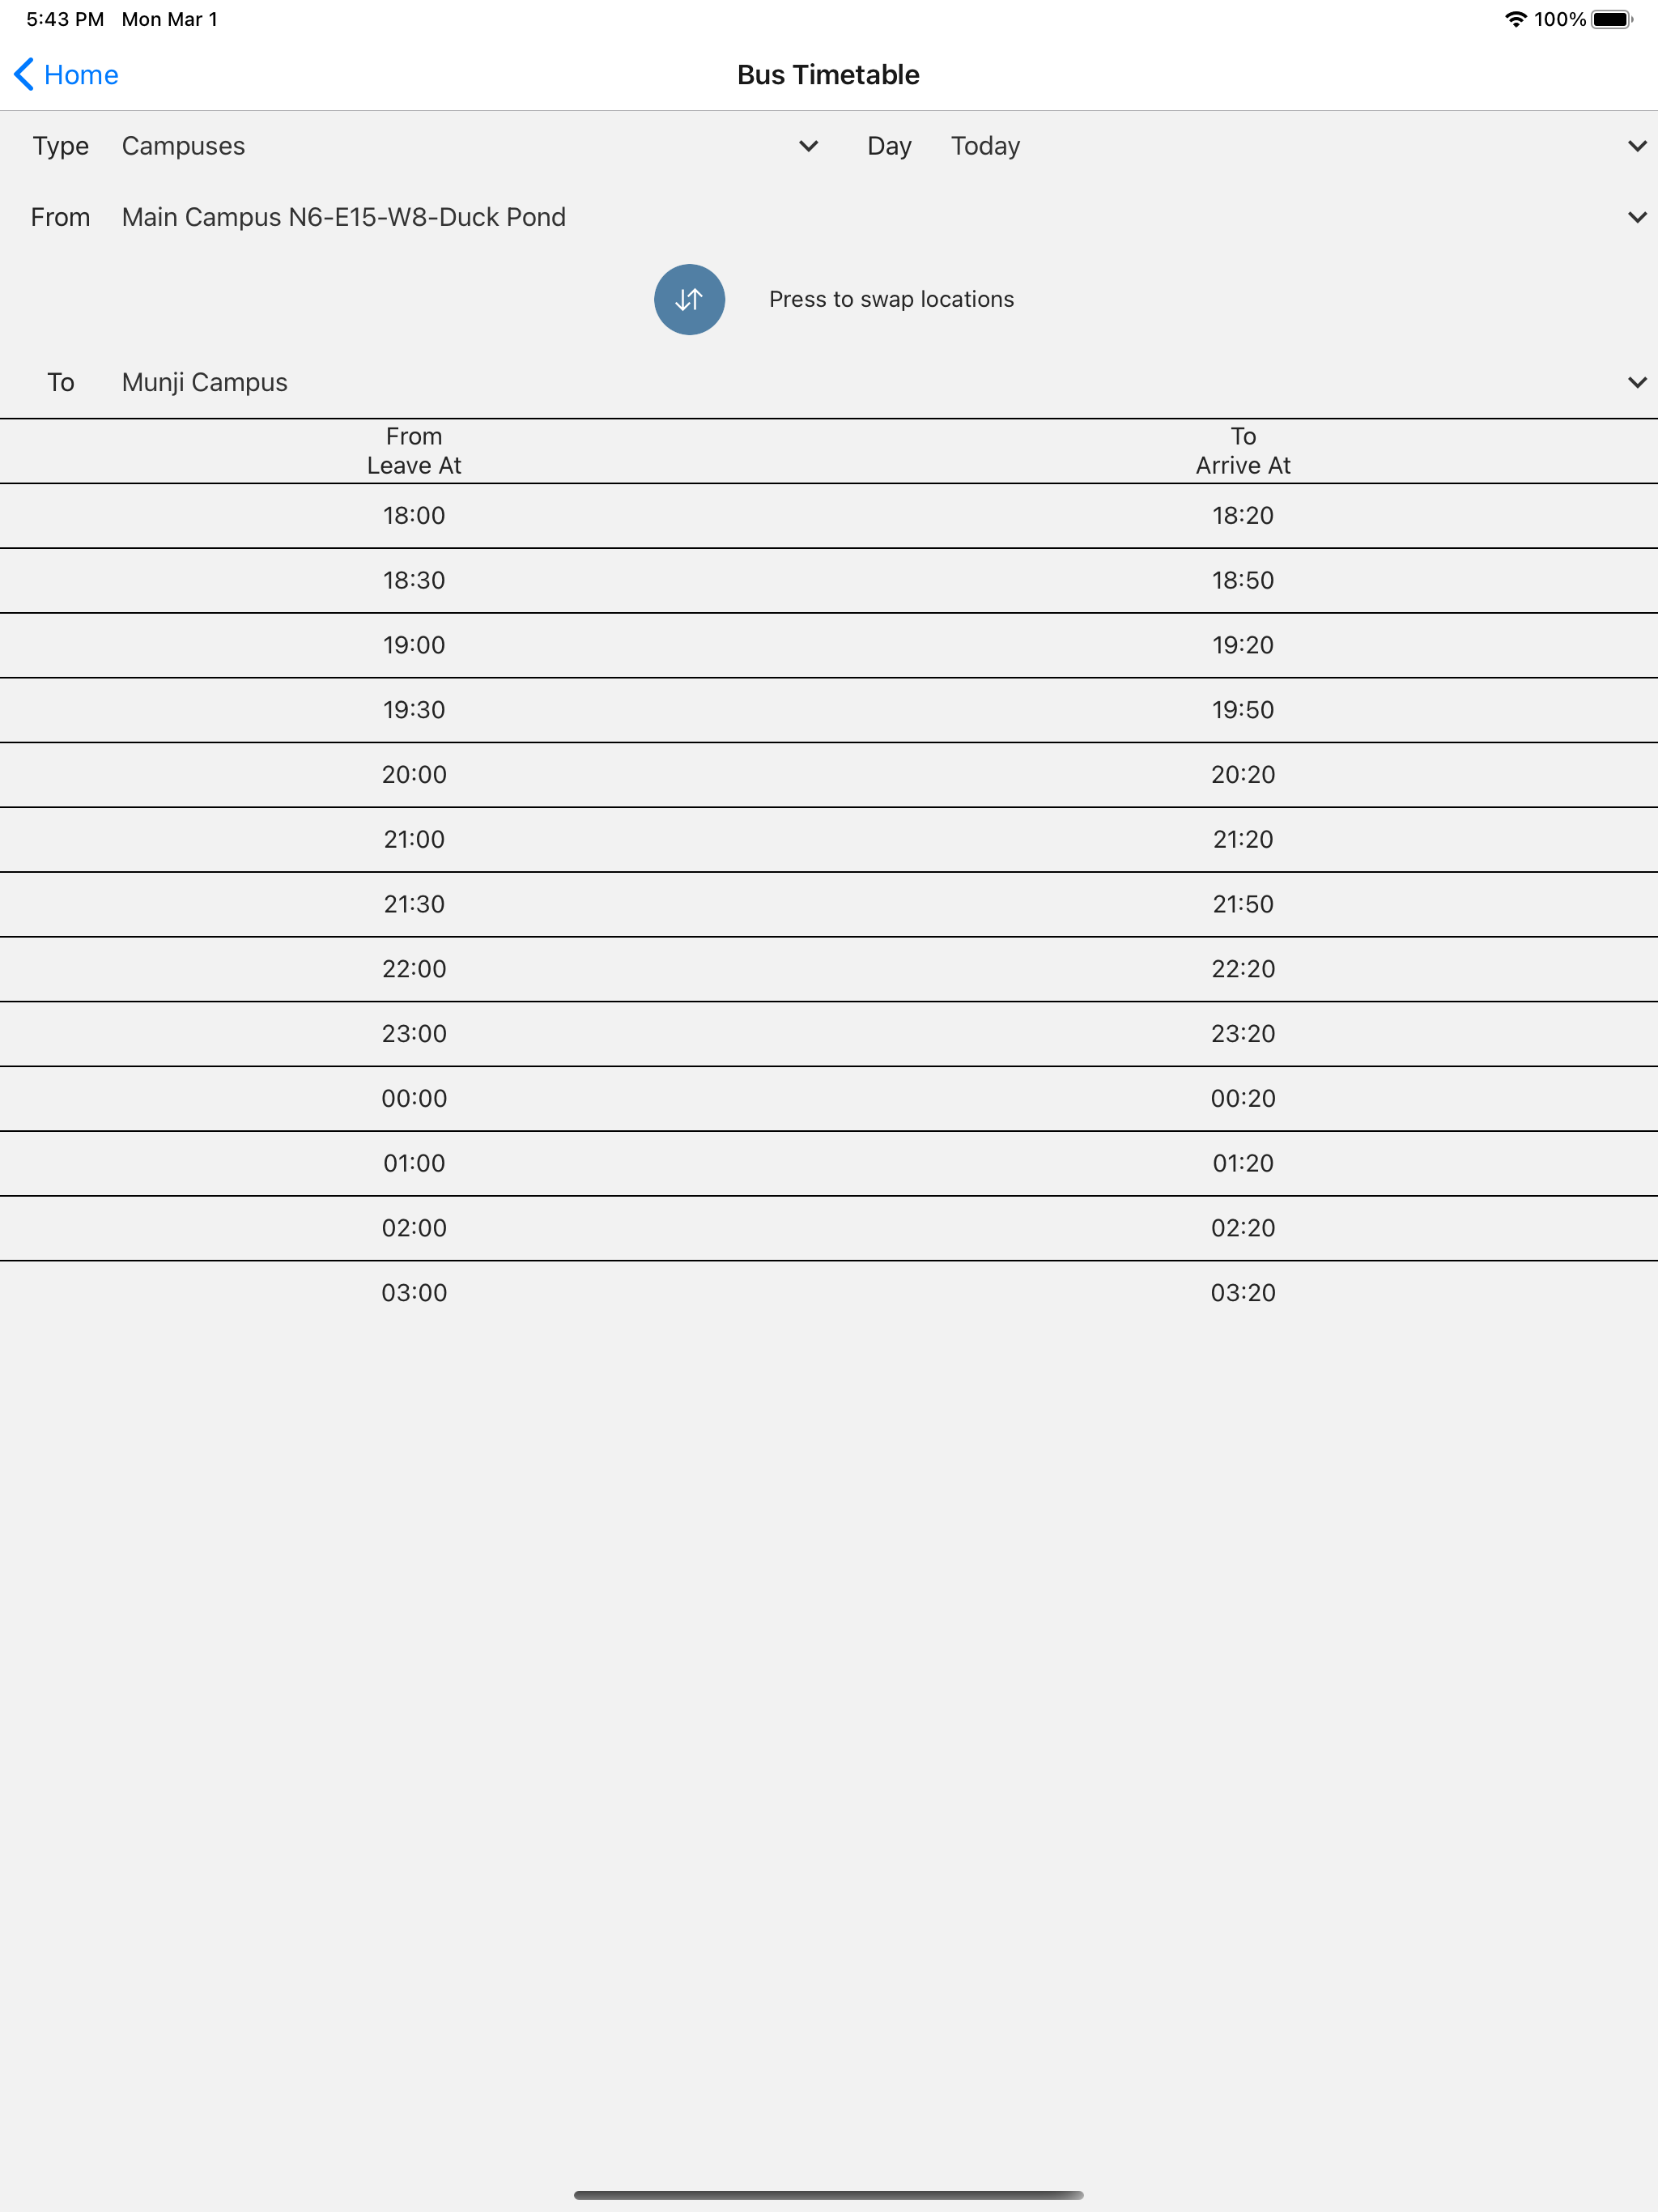 5:43 PM Mon Mar 1 100%
Home Bus Timetable
Type Campuses Day Today
From Main Campus N6-E15-W8-Duck Pond
Press to swap locations
To Munji Campus
From To
Leave At Arrive At
18:00 18:20
18:30 18:50
19:00 19:20
19:30 19:50
20:00 20:20
21:00 21:20
21:30 21:50
22:00 22:20
23:00 23:20
00:00 00:20
01:00 01:20
02:00 02:20
03:00 03:20